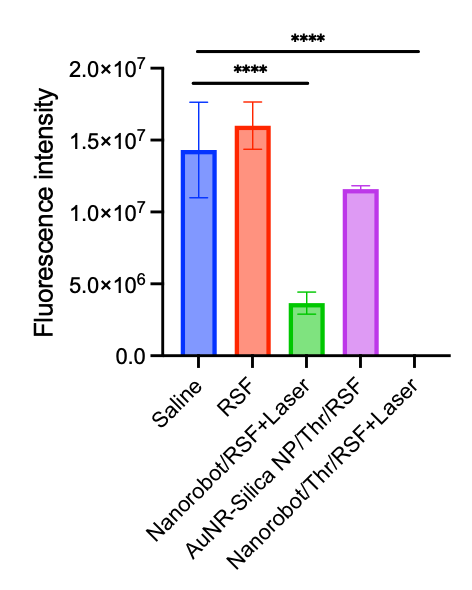 ****
****
2.0×10⁷
1.5×10⁷
1.0×10⁷
5.0×10⁶
0.0
Fluorescence intensity
Saline
RSF
Nanorobot/RSF+Laser
AuNR-Silica NP/Thr/RSF
Nanorobot/Thr/RSF+Laser